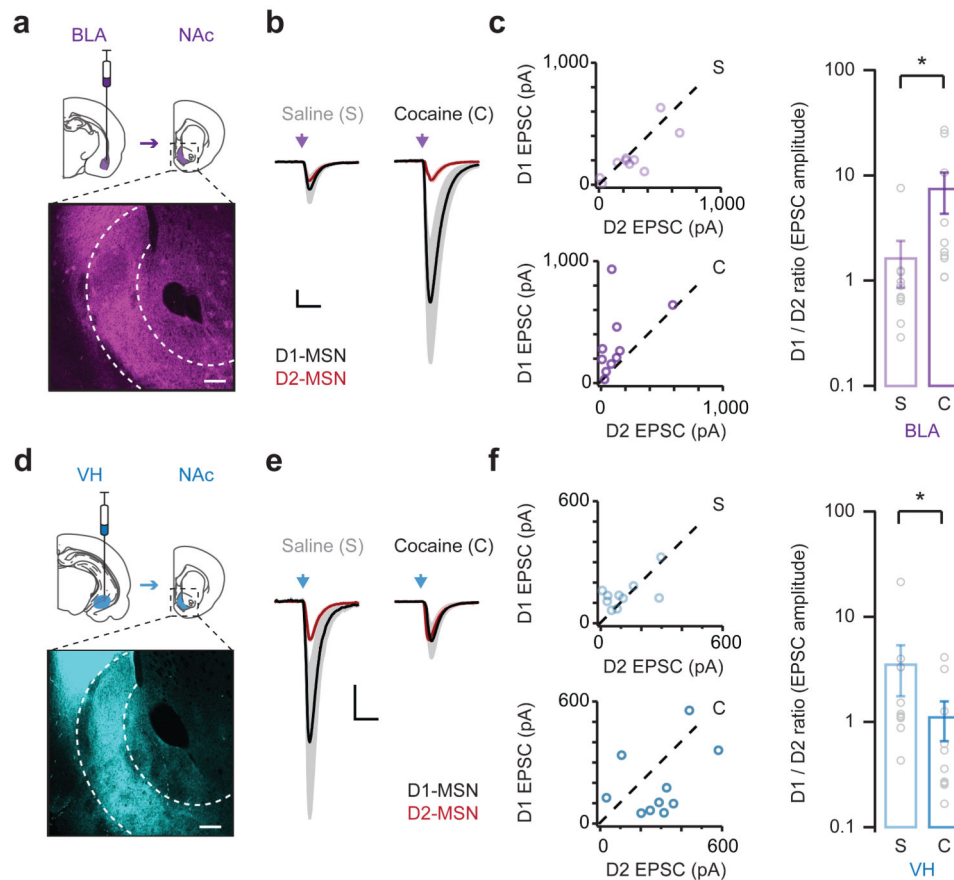 a
BLA
NAc
b
Saline (S)
Cocaine (C)
D1-MSN
D2-MSN
c
1,000
D1 EPSC (pA)
0
0
1,000
D2 EPSC (pA)
S
1,000
D1 EPSC (pA)
0
0
1,000
D2 EPSC (pA)
C
100
10
1
0.1
D1 / D2 ratio (EPSC amplitude)
*
S
C
BLA
d
VH
NAc
e
Saline (S)
Cocaine (C)
D1-MSN
D2-MSN
f
600
D1 EPSC (pA)
0
0
600
D2 EPSC (pA)
S
600
D1 EPSC (pA)
0
0
600
D2 EPSC (pA)
C
100
10
1
0.1
D1 / D2 ratio (EPSC amplitude)
*
S
C
VH